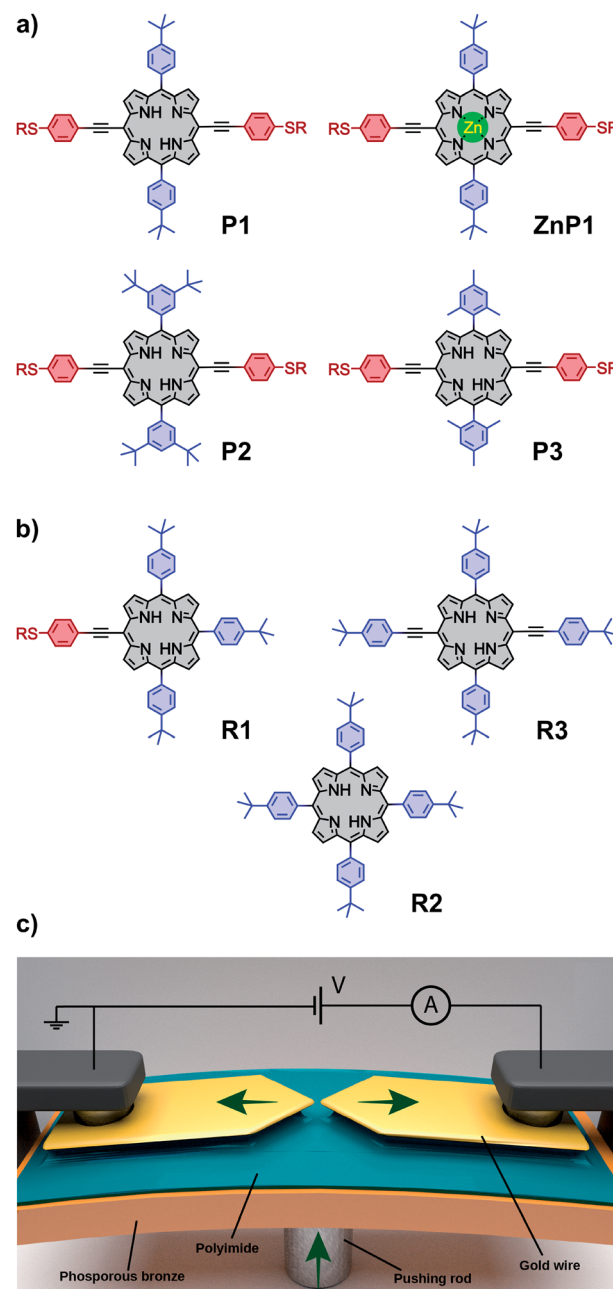 a)
RS NH N N HN SR
P1
RS N N Zn N N SR
ZnP1
RS NH N N HN SR
P2
RS NH N N HN SR
P3
b)
RS NH N N HN
R1
NH N N HN
R3
NH N N HN
R2
c)
V
A
Polyimide
Phosporous bronze
Pushing rod
Gold wire